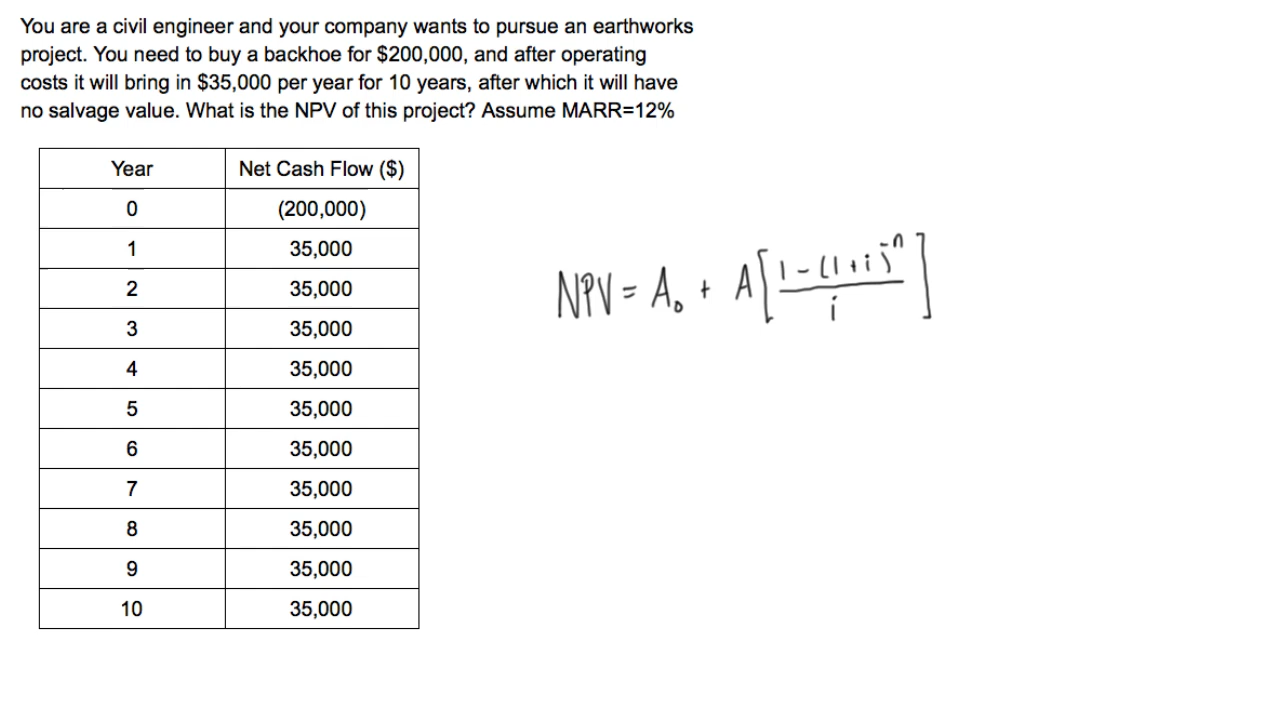 You are a civil engineer and your company wants to pursue an earthworks
project. You need to buy a backhoe for $200,000, and after operating
costs it will bring in $35,000 per year for 10 years, after which it will have
no salvage value. What is the NPV of this project? Assume MARR=12%
Year Net Cash Flow ($)
0 (200,000)
1 35,000
2 35,000
3 35,000
4 35,000
5 35,000
6 35,000
7 35,000
8 35,000
9 35,000
10 35,000
NPV = A₀ + A[(1-(1+i)⁻ⁿ)/i]